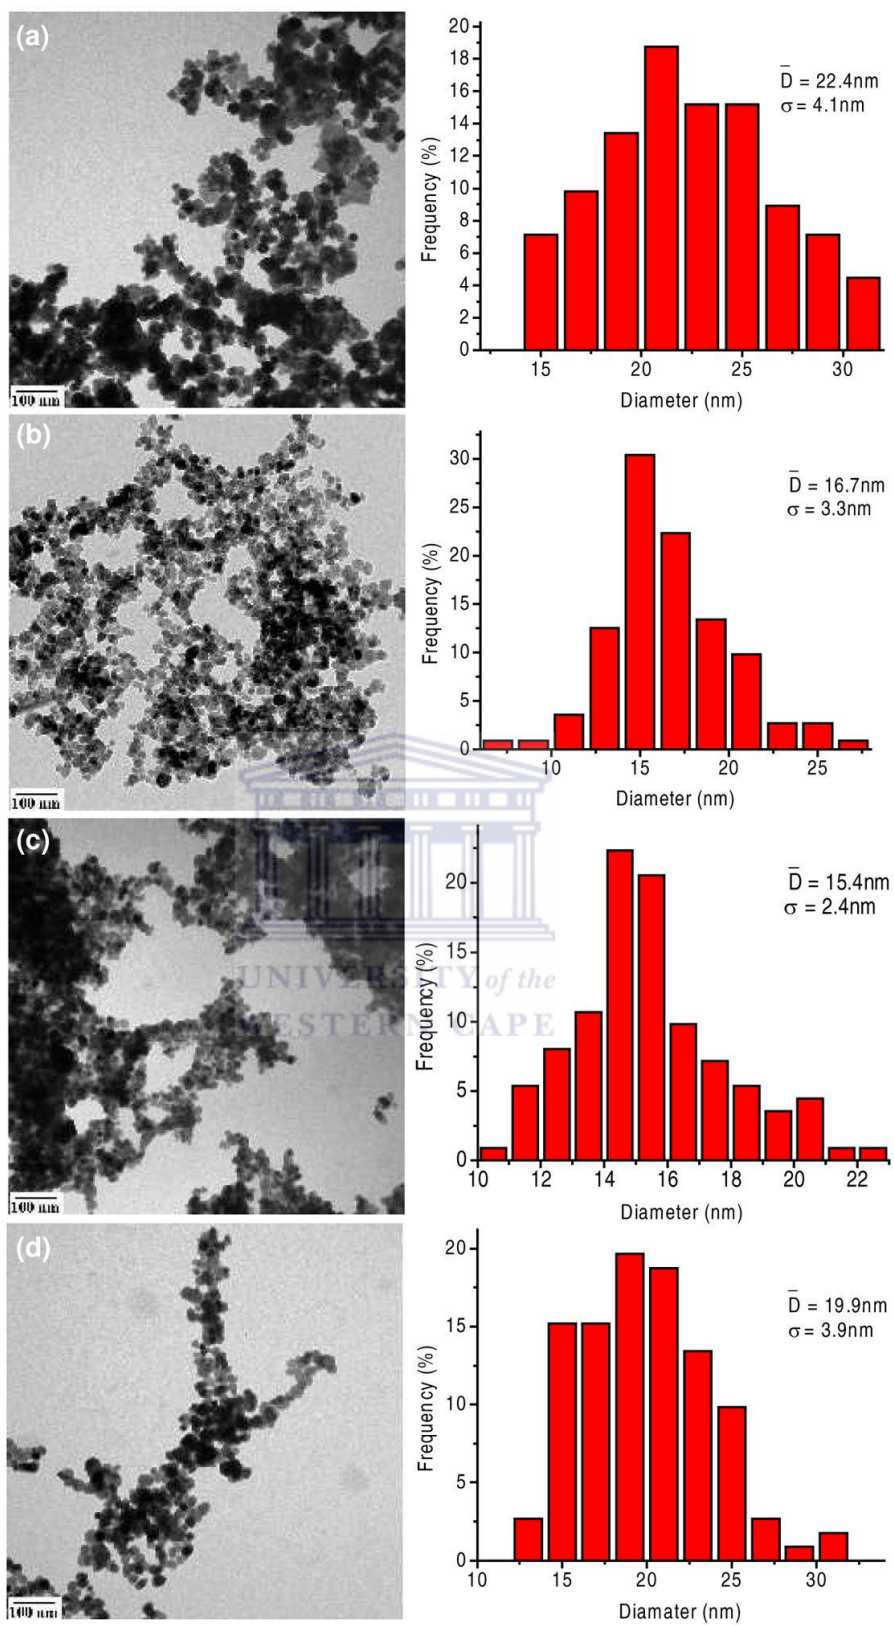 (a)
100 nm
20
18
16
14
12
10
8
6
4
2
0
Frequency (%)
D̅ = 22.4nm
σ = 4.1nm
15 20 25 30
Diameter (nm)
(b)
100 nm
30
25
20
15
10
5
0
Frequency (%)
D̅ = 16.7nm
σ = 3.3nm
10 15 20 25
Diameter (nm)
(c)
100 nm
20
15
10
5
0
Frequency (%)
D̅ = 15.4nm
σ = 2.4nm
10 12 14 16 18 20 22
Diameter (nm)
UNIVERSITY of the
WESTERN CAPE
(d)
100 nm
20
15
10
5
0
Frequency (%)
D̅ = 19.9nm
σ = 3.9nm
10 15 20 25 30
Diamater (nm)